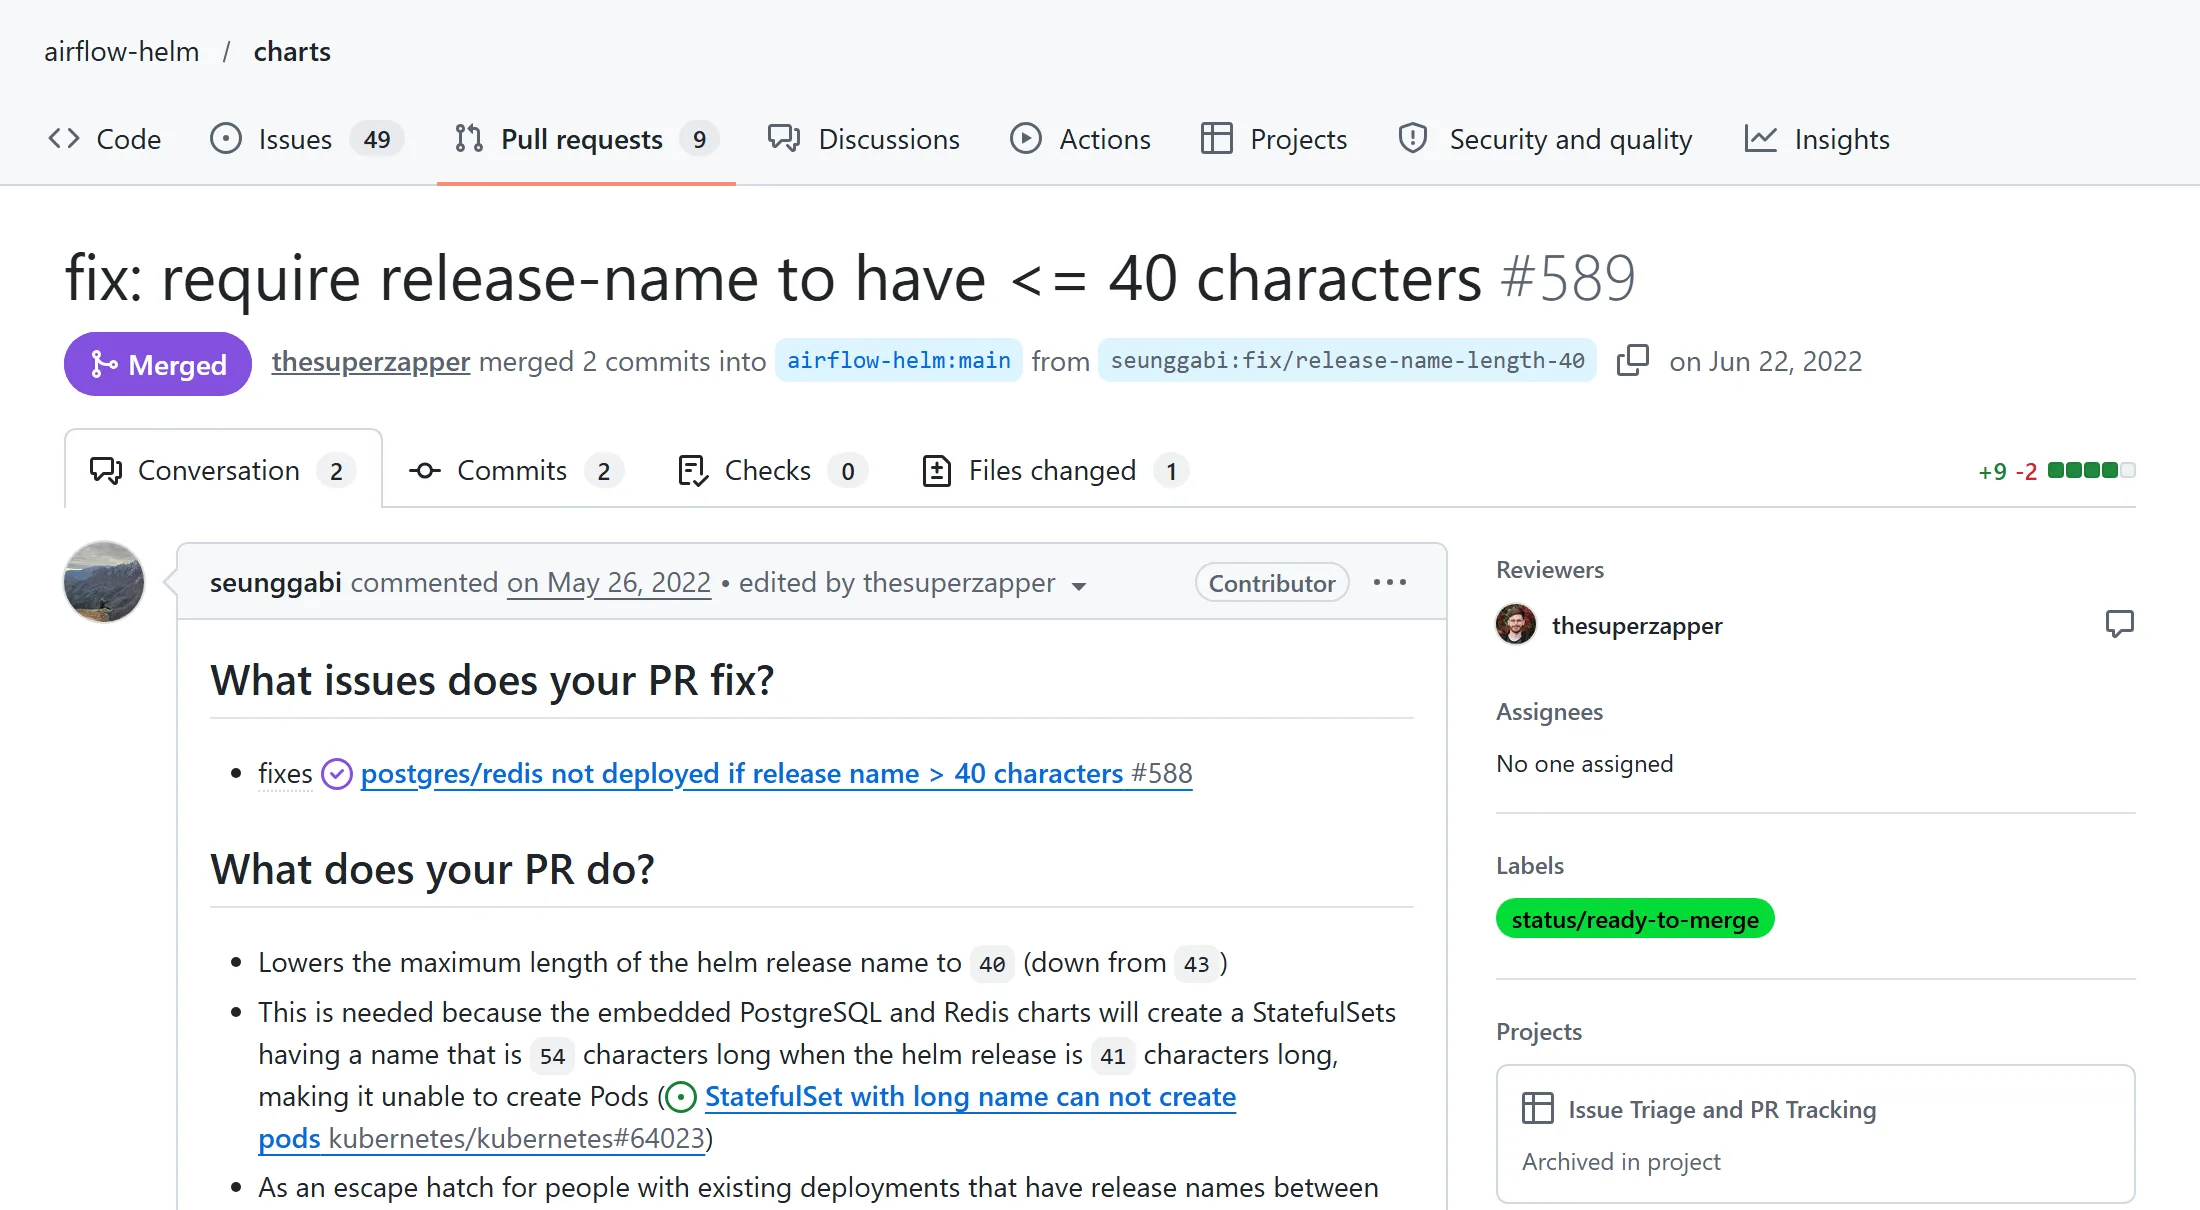 airflow-helm / charts
Code Issues 49 Pull requests 9 Discussions Actions Projects Security and quality Insights
fix: require release-name to have <= 40 characters #589
Merged thesuperzapper merged 2 commits into airflow-helm:main from seunggabi:fix/release-name-length-40 on Jun 22, 2022
Conversation 2 Commits 2 Checks 0 Files changed 1 +9 -2
seunggabi commented on May 26, 2022 • edited by thesuperzapper Contributor
What issues does your PR fix?
• fixes postgres/redis not deployed if release name > 40 characters #588
What does your PR do?
• Lowers the maximum length of the helm release name to 40 (down from 43)
• This is needed because the embedded PostgreSQL and Redis charts will create a StatefulSets
having a name that is 54 characters long when the helm release is 41 characters long,
making it unable to create Pods (StatefulSet with long name can not create
pods kubernetes/kubernetes#64023)
• As an escape hatch for people with existing deployments that have release names between
Reviewers
thesuperzapper
Assignees
No one assigned
Labels
status/ready-to-merge
Projects
Issue Triage and PR Tracking
Archived in project